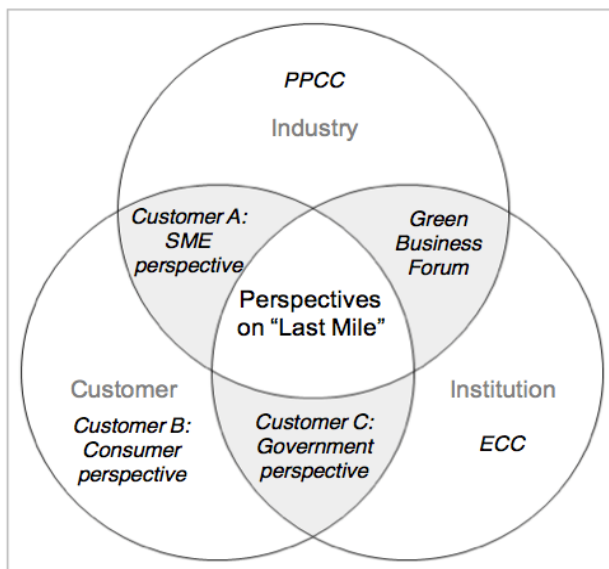 PPCC
Industry
Customer A:
SME
perspective
Green
Business
Forum
Perspectives
on “Last Mile”
Customer
Customer B:
Consumer
perspective
Customer C:
Government
perspective
Institution
ECC